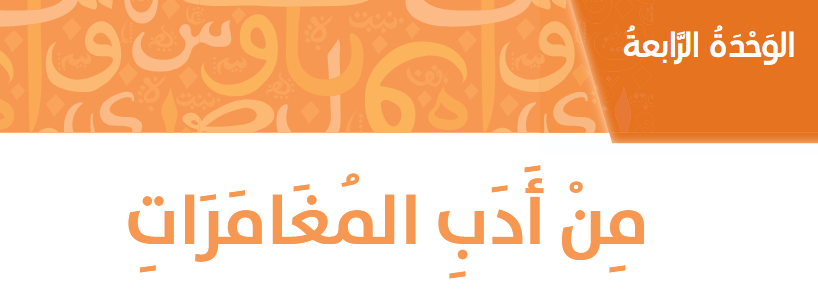 الوَحْدَةُ الرَّابعةُ
مِنْ أَدَبِ المُغَامَرَاتِ